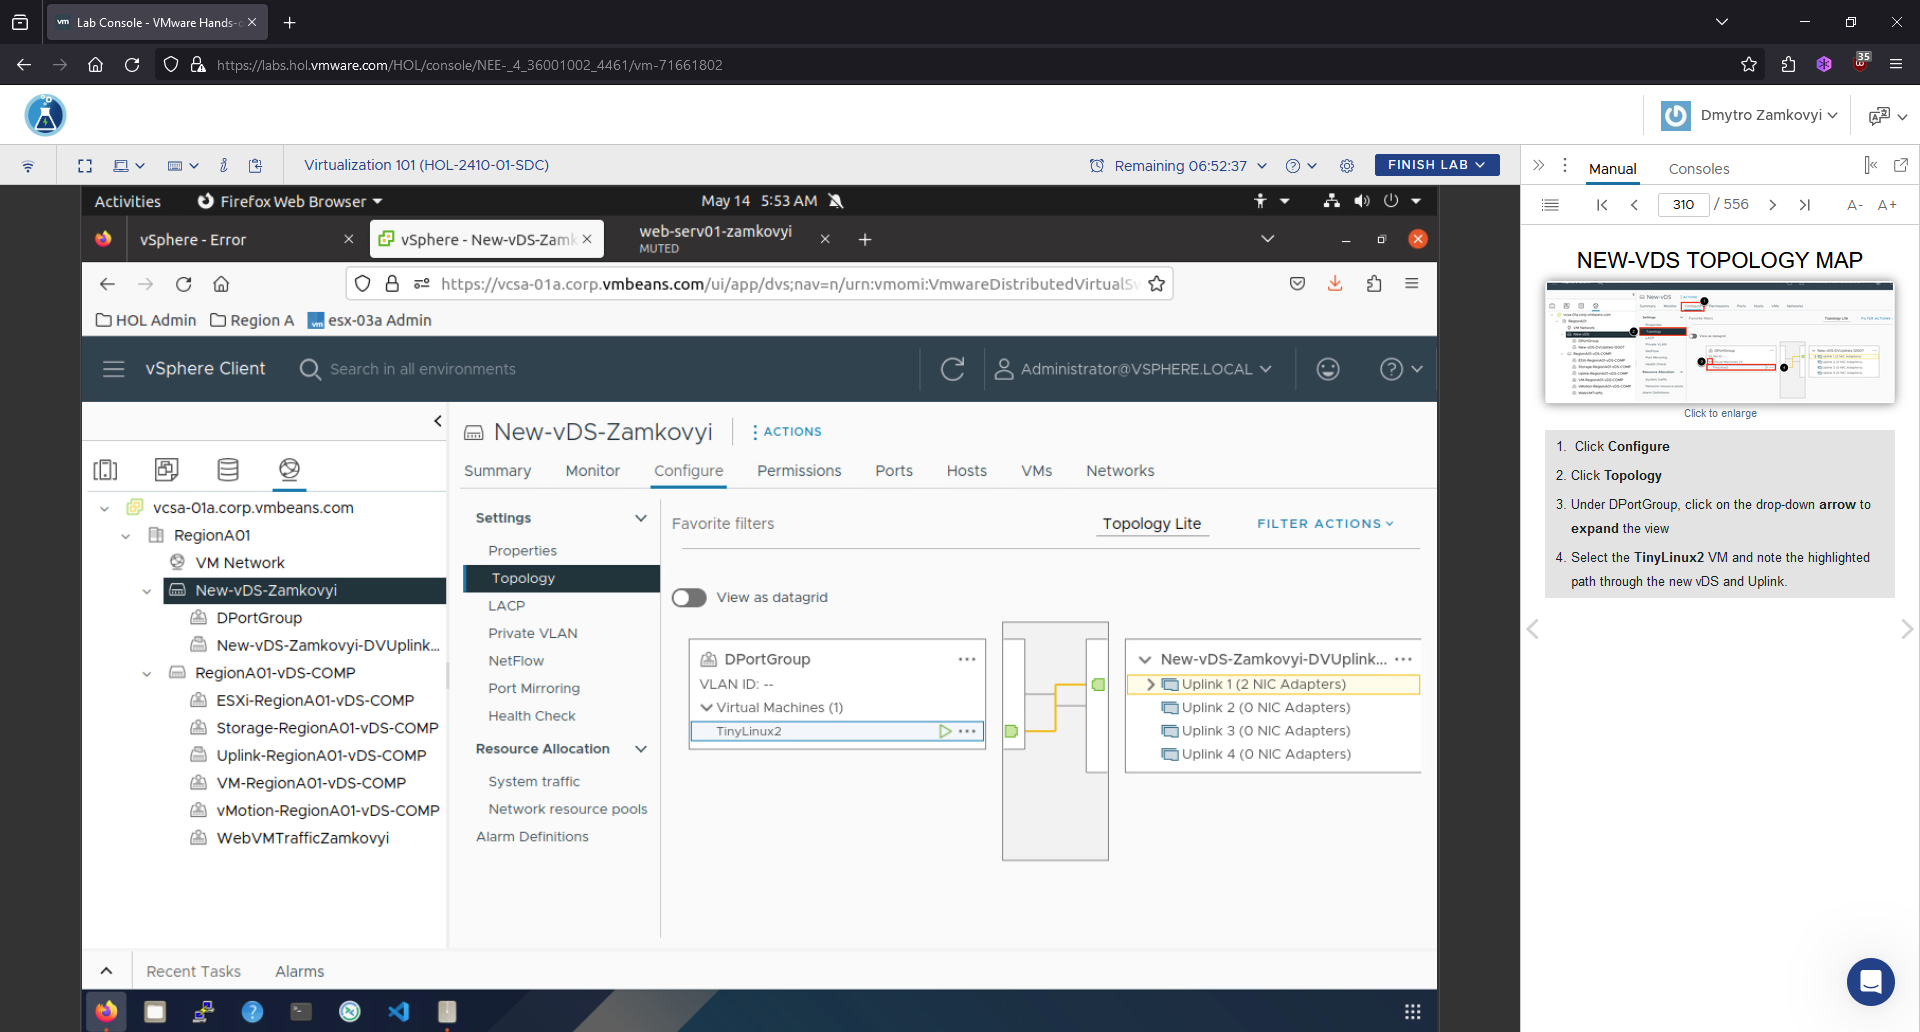 vm Lab Console - VMware Hands-o
https://labs.hol.vmware.com/HOL/console/NEE-_4_36001002_4461/vm-71661802
35
Dmytro Zamkovyi
Virtualization 101 (HOL-2410-01-SDC)
Remaining 06:52:37
FINISH LAB
Manual
Consoles
310 / 556
A-
A+
Activities
Firefox Web Browser
May 14 5:53 AM
vSphere - Error
vSphere - New-vDS-Zamk
web-serv01-zamkovyi
MUTED
https://vcsa-01a.corp.vmbeans.com/ui/app/dvs;nav=n/urn:vmomi:VmwareDistributedVirtualSw
HOL Admin
Region A
vm esx-03a Admin
vSphere Client
Search in all environments
Administrator@VSPHERE.LOCAL
New-vDS-Zamkovyi
ACTIONS
Summary
Monitor
Configure
Permissions
Ports
Hosts
VMs
Networks
vcsa-01a.corp.vmbeans.com
RegionA01
VM Network
New-vDS-Zamkovyi
DPortGroup
New-vDS-Zamkovyi-DVUplink...
RegionA01-vDS-COMP
ESXi-RegionA01-vDS-COMP
Storage-RegionA01-vDS-COMP
Uplink-RegionA01-vDS-COMP
VM-RegionA01-vDS-COMP
vMotion-RegionA01-vDS-COMP
WebVMTrafficZamkovyi
Settings
Properties
Topology
LACP
Private VLAN
NetFlow
Port Mirroring
Health Check
Resource Allocation
System traffic
Network resource pools
Alarm Definitions
Favorite filters
Topology Lite
FILTER ACTIONS
View as datagrid
DPortGroup
VLAN ID: --
Virtual Machines (1)
TinyLinux2
New-vDS-Zamkovyi-DVUplink...
Uplink 1 (2 NIC Adapters)
Uplink 2 (0 NIC Adapters)
Uplink 3 (0 NIC Adapters)
Uplink 4 (0 NIC Adapters)
Recent Tasks
Alarms
NEW-VDS TOPOLOGY MAP
Click to enlarge
1. Click Configure
2. Click Topology
3. Under DPortGroup, click on the drop-down arrow to
expand the view
4. Select the TinyLinux2 VM and note the highlighted
path through the new vDS and Uplink.